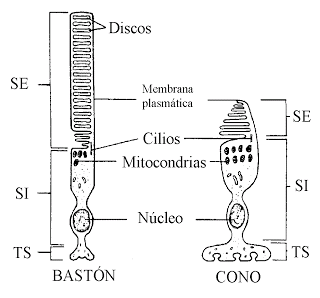 Discos
SE
Membrana
plasmática
SE
Cilios
Mitocondrias
SI
SI
Núcleo
TS
TS
BASTÓN
CONO